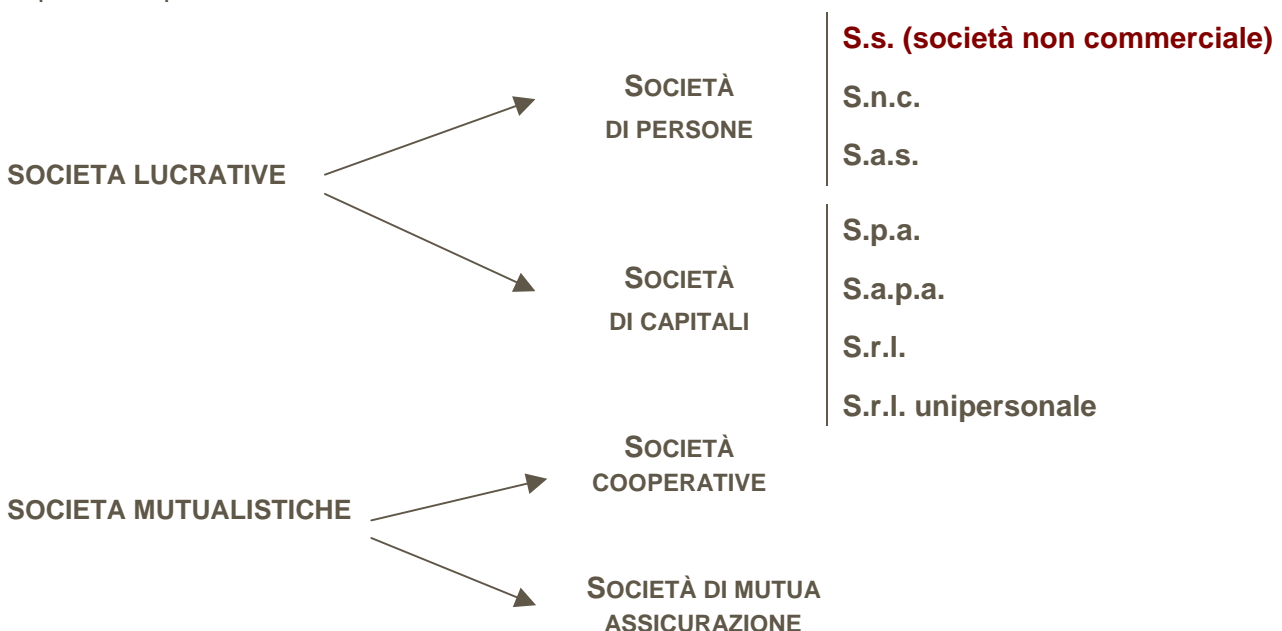 SOCIETA LUCRATIVE
SOCIETÀ
DI PERSONE
S.s. (società non commerciale)
S.n.c.
S.a.s.
SOCIETÀ
DI CAPITALI
S.p.a.
S.a.p.a.
S.r.l.
S.r.l. unipersonale
SOCIETA MUTUALISTICHE
SOCIETÀ
COOPERATIVE
SOCIETÀ DI MUTUA
ASSICURAZIONE